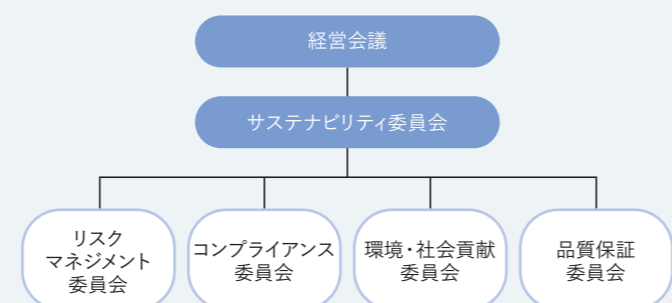 経営会議
サステナビリティ委員会
リスク
マネジメント
委員会
コンプライアンス
委員会
環境・社会貢献
委員会
品質保証
委員会